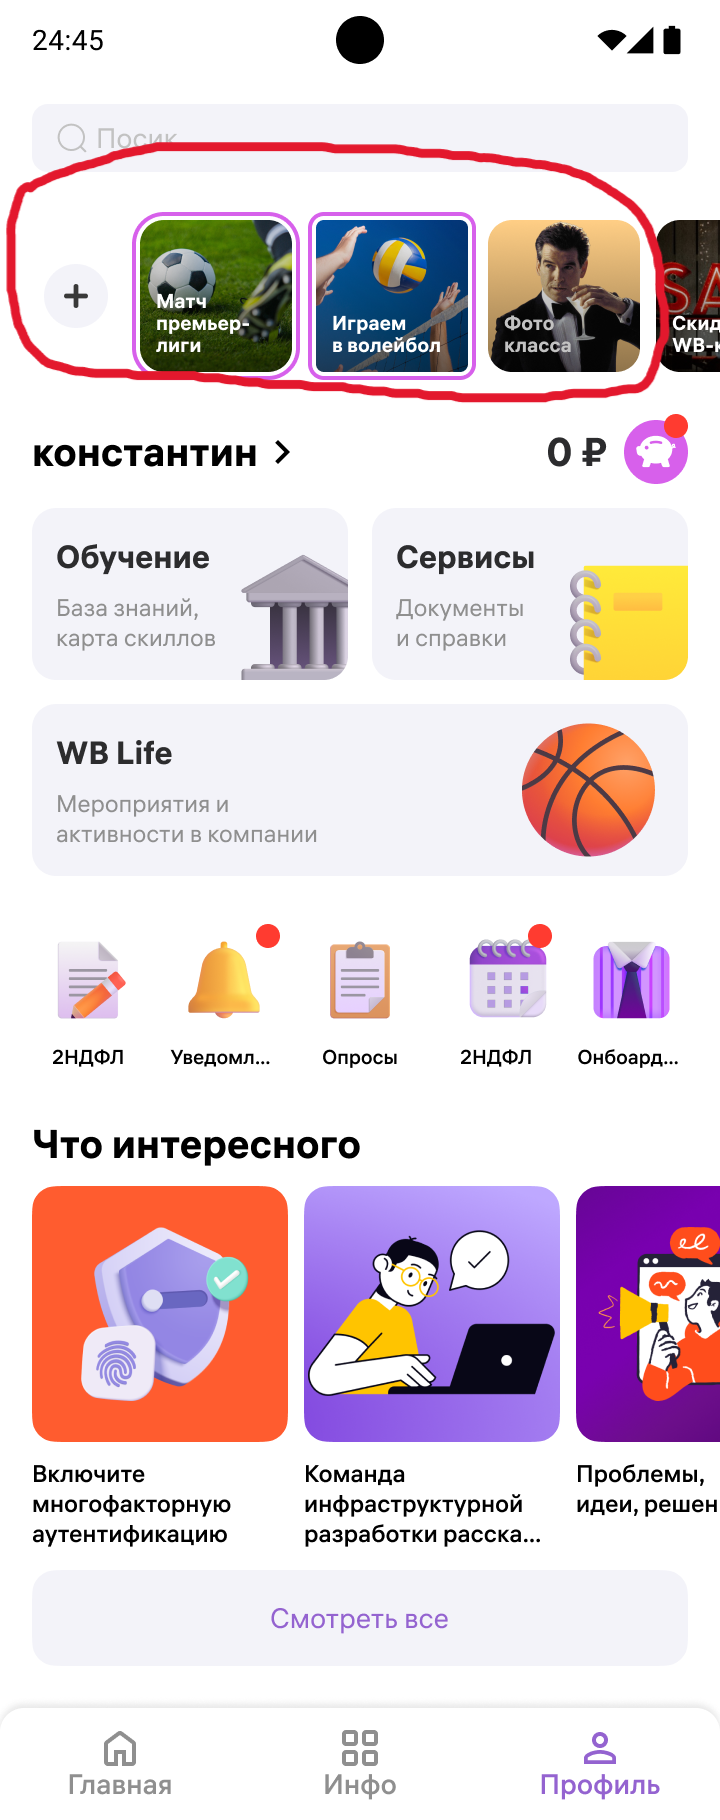 24:45
Посик
Матч
премьер-
лиги
Играем
в волейбол
Фото
класса
Скид
WB-к
константин
0 ₽
Обучение
База знаний,
карта скиллов
Сервисы
Документы
и справки
WB Life
Мероприятия и
активности в компании
2НДФЛ
Уведомл...
Опросы
2НДФЛ
Онбоард...
Что интересного
Включите
многофакторную
аутентификацию
Команда
инфраструктурной
разработки расска...
Проблемы,
идеи, решен
Смотреть все
Главная
Инфо
Профиль